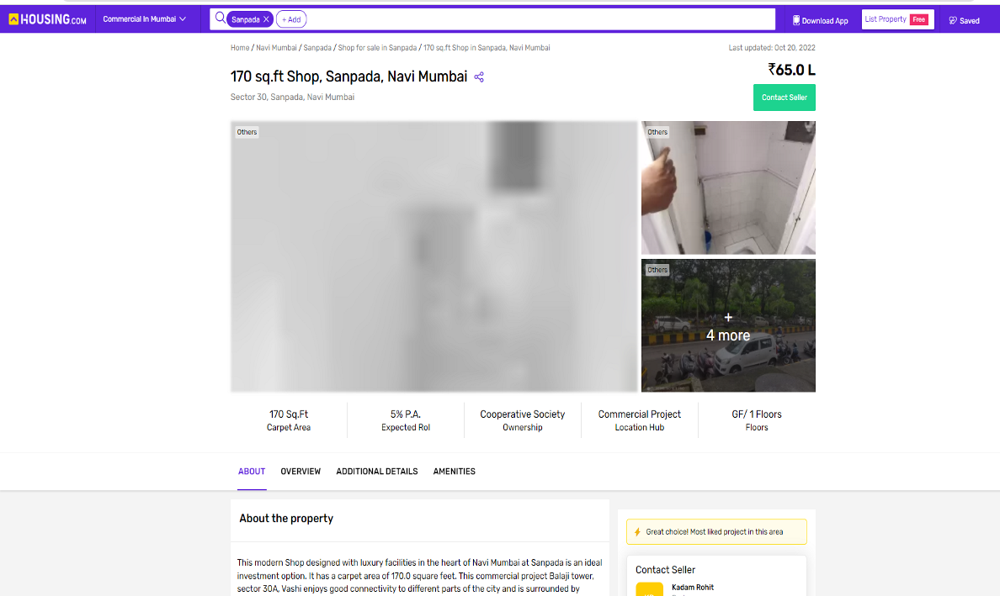 HOUSING.COM
Commercial In Mumbai
Sanpada X
+ Add
Download App
List Property Free
Saved
Home / Navi Mumbai / Sanpada / Shop for sale in Sanpada / 170 sq.ft Shop in Sanpada, Navi Mumbai
Last updated: Oct 20, 2022
170 sq.ft Shop, Sanpada, Navi Mumbai
₹65.0 L
Sector 30, Sanpada, Navi Mumbai
Contact Seller
Others
Others
Others
+
4 more
170 Sq.Ft
Carpet Area
5% P.A.
Expected RoI
Cooperative Society
Ownership
Commercial Project
Location Hub
GF/ 1 Floors
Floors
ABOUT
OVERVIEW
ADDITIONAL DETAILS
AMENITIES
About the property
This modern Shop designed with luxury facilities in the heart of Navi Mumbai at Sanpada is an ideal
investment option. It has a carpet area of 170.0 square feet. This commercial project Balaji tower,
sector 30A, Vashi enjoys good connectivity to different parts of the city and is surrounded by
Great choice! Most liked project in this area
Contact Seller
Kadam Rohit